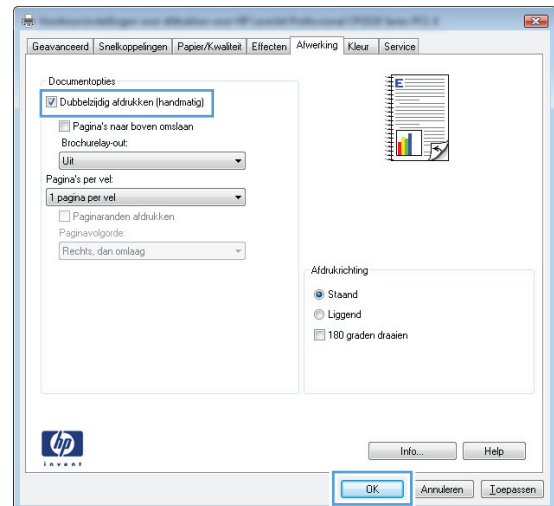 Geavanceerd Snelkoppelingen Papier/Kwaliteit Effecten Afwerking Kleur Service
Documentopties
Dubbelzijdig afdrukken (handmatig)
Pagina's naar boven omslaan
Brochurelay-out:
Uit
Pagina's per vel:
1 pagina per vel
Paginaranden afdrukken
Paginavolgorde:
Rechts, dan omlaag
E
Afdrukrichting
Staand
Liggend
180 graden draaien
hp
invent
Info... Help
OK Annuleren Toepassen